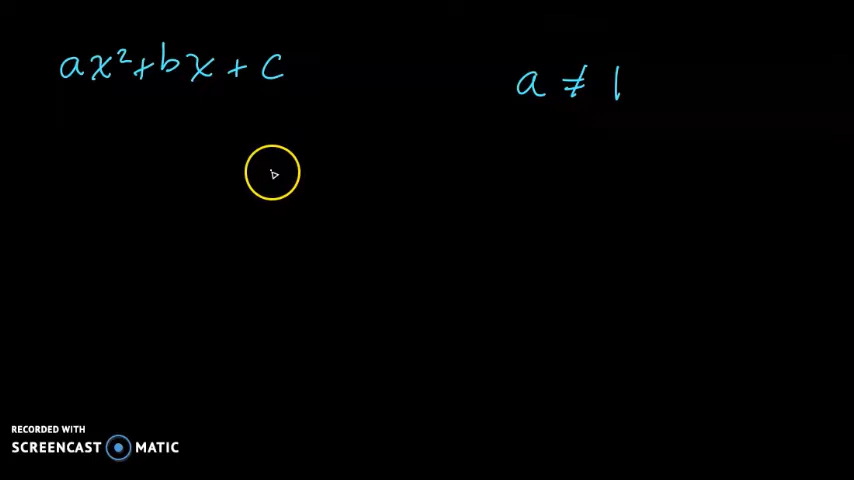 ax²+bx+c
a ≠ 1
RECORDED WITH
SCREENCAST MATIC